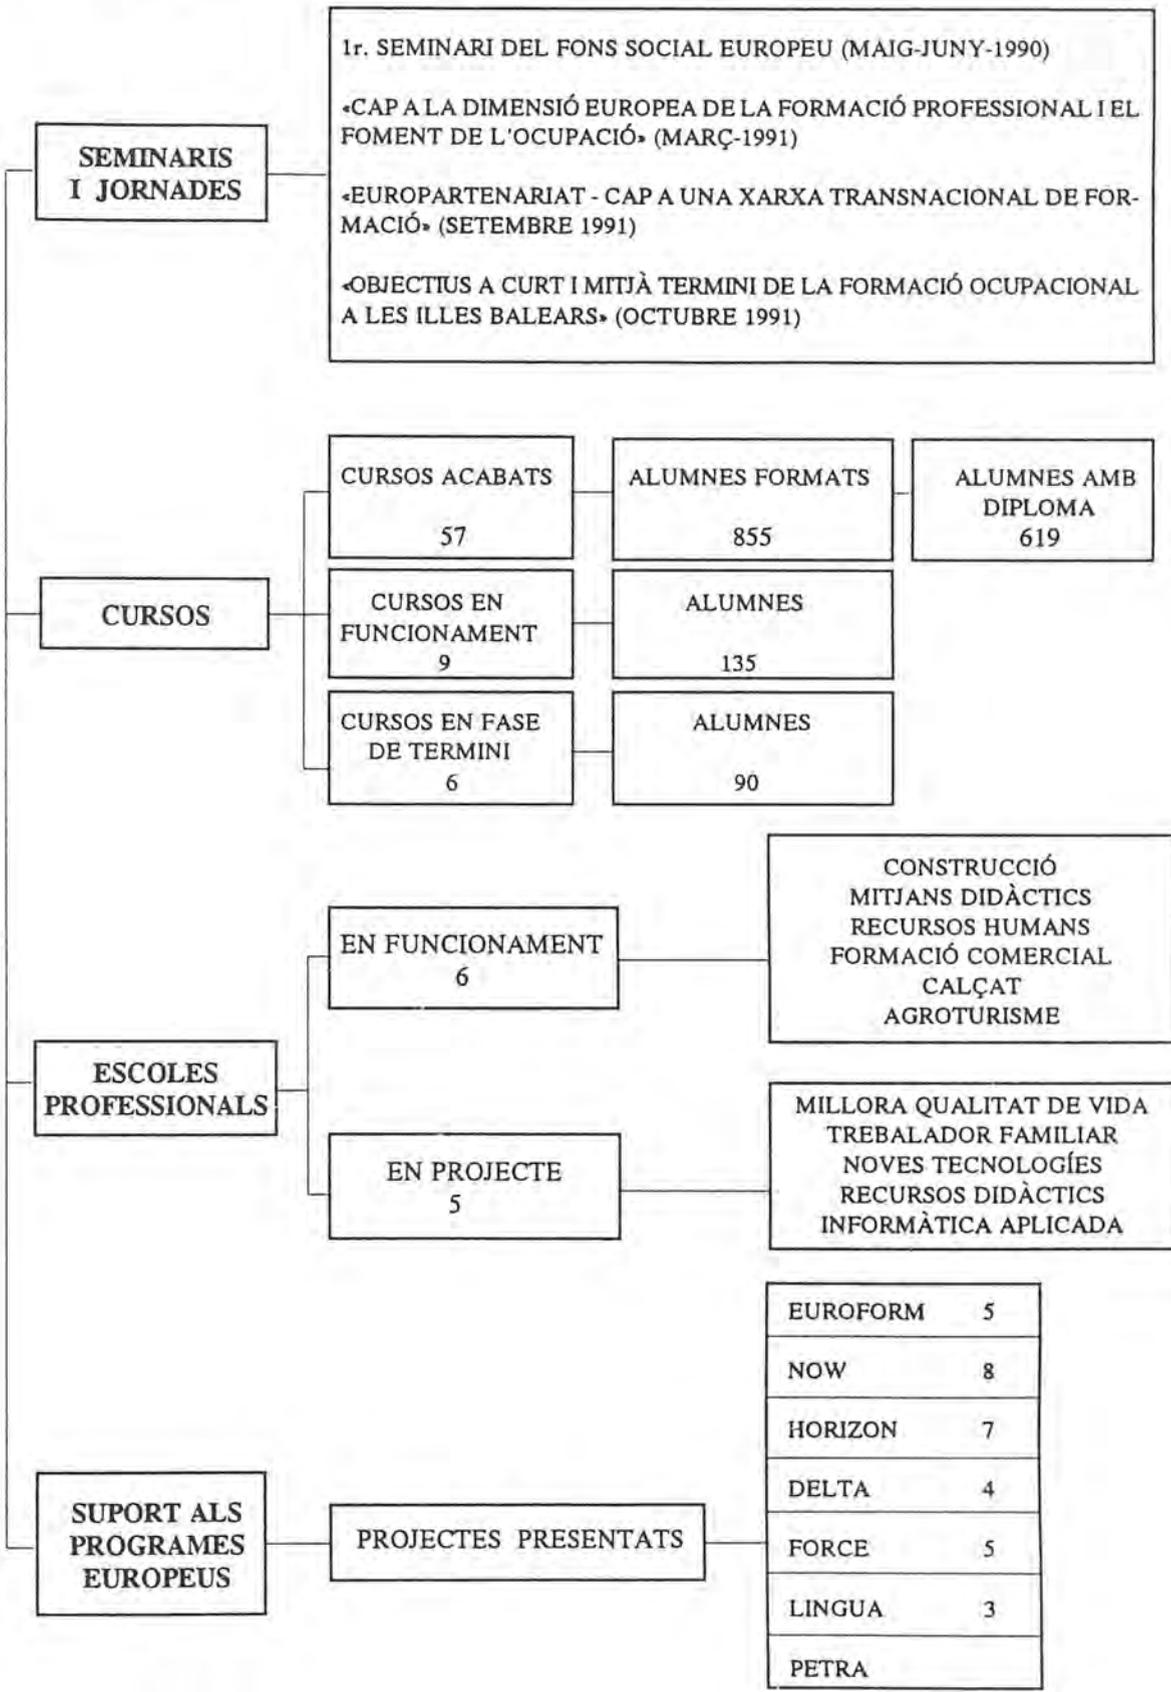 1r. SEMINARI DEL FONS SOCIAL EUROPEU (MAIG-JUNY-1990)
«CAP A LA DIMENSIÓ EUROPEA DE LA FORMACIÓ PROFESSIONAL I EL
FOMENT DE L'OCUPACIÓ» (MARÇ-1991)
«EUROPARTENARIAT - CAP A UNA XARXA TRANSNACIONAL DE FOR-
MACIÓ» (SETEMBRE 1991)
«OBJECTIUS A CURT I MITJÀ TERMINI DE LA FORMACIÓ OCUPACIONAL
A LES ILLES BALEARS» (OCTUBRE 1991)
SEMINARIS
I JORNADES
CURSOS ACABATS
57
ALUMNES FORMATS
855
ALUMNES AMB
DIPLOMA
619
CURSOS
CURSOS EN
FUNCIONAMENT
9
ALUMNES
135
CURSOS EN FASE
DE TERMINI
6
ALUMNES
90
ESCOLES
PROFESSIONALS
EN FUNCIONAMENT
6
CONSTRUCCIÓ
MITJANS DIDÀCTICS
RECURSOS HUMANS
FORMACIÓ COMERCIAL
CALÇAT
AGROTURISME
EN PROJECTE
5
MILLORA QUALITAT DE VIDA
TREBALADOR FAMILIAR
NOVES TECNOLOGÍES
RECURSOS DIDÀCTICS
INFORMÀTICA APLICADA
SUPORT ALS
PROGRAMES
EUROPEUS
PROJECTES PRESENTATS
EUROFORM 5
NOW 8
HORIZON 7
DELTA 4
FORCE 5
LINGUA 3
PETRA